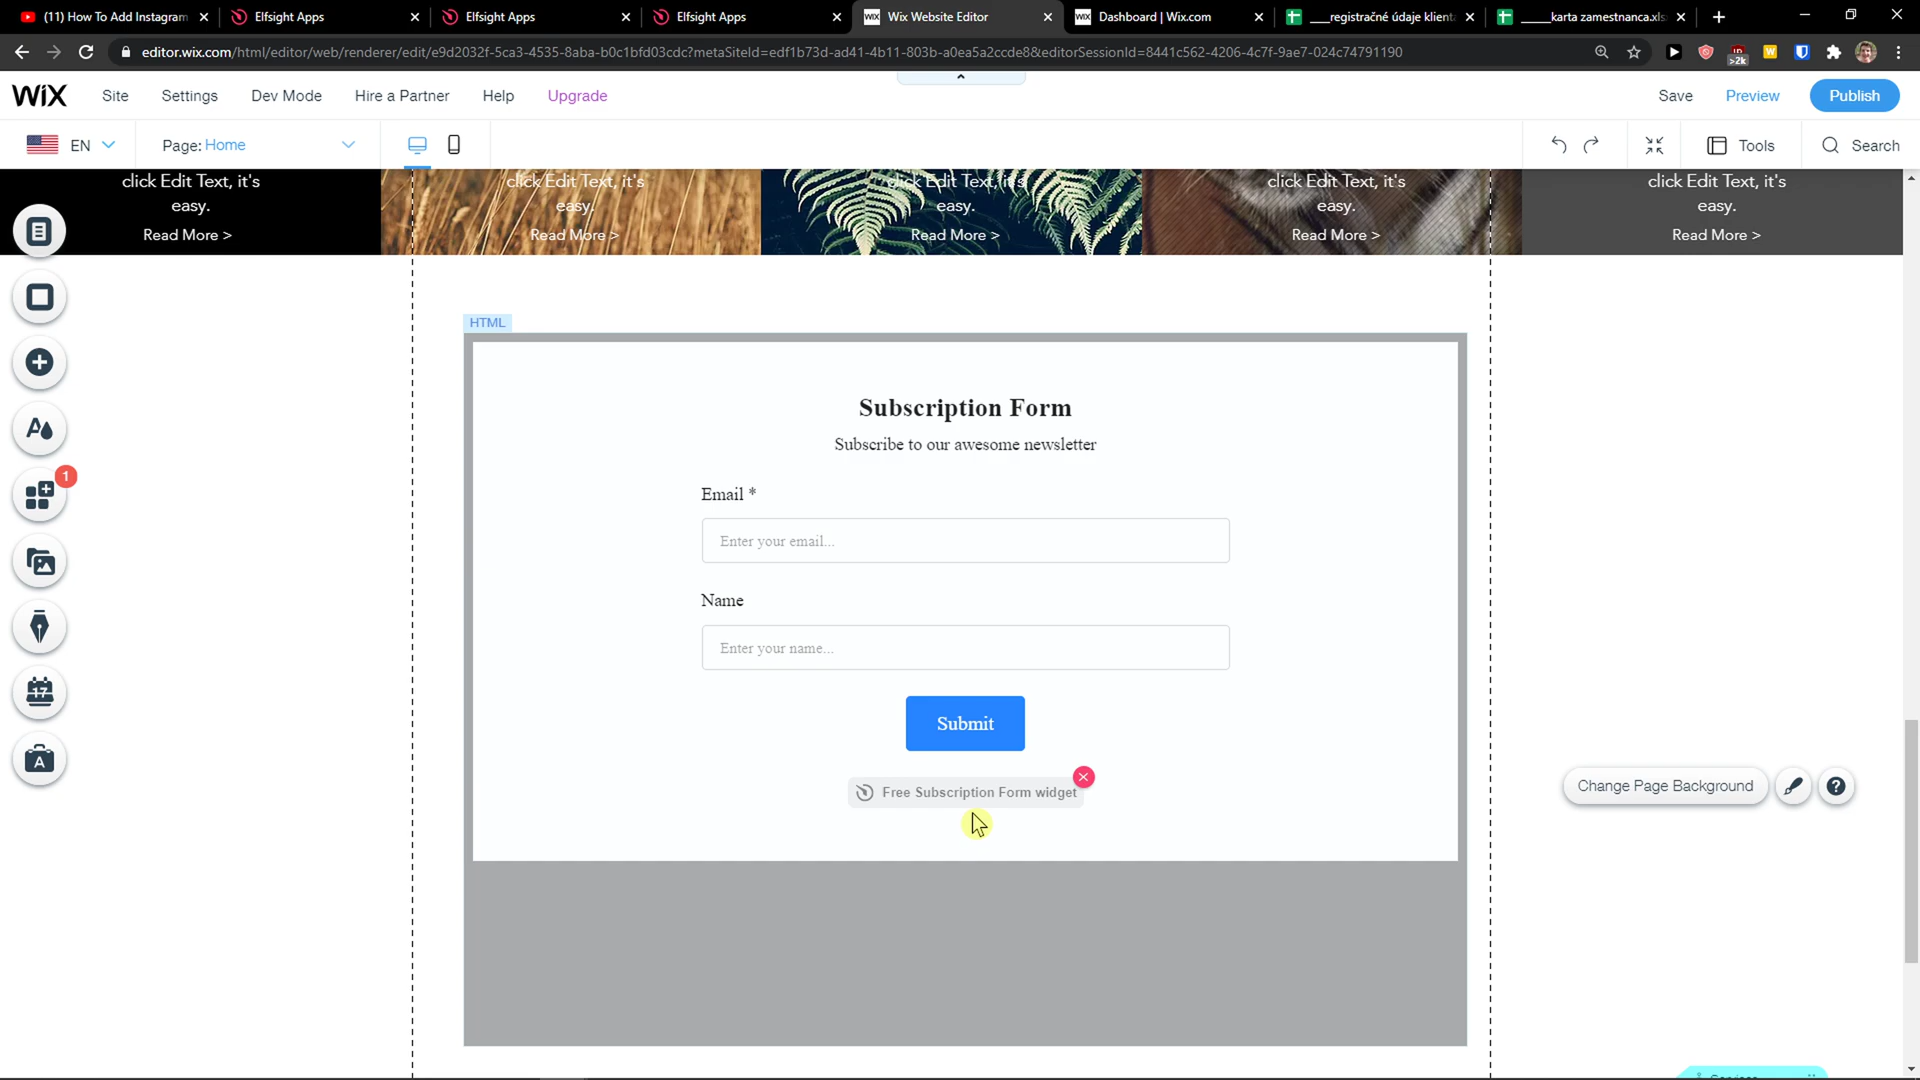 (11) How To Add Instagram
Elfsight Apps
Elfsight Apps
Elfsight Apps
WIX Wix Website Editor
WIX Dashboard | Wix.com
___registračné údaje klient
_____karta zamestnanca.xls
editor.wix.com/html/editor/web/renderer/edit/e9d2032f-5ca3-4535-8aba-b0c1bfd03cdc?metaSiteId=edf1b73d-ad41-4b11-803b-a0ea5a2ccde8&editorSessionId=8441c562-4206-4c7f-9ae7-024c74791190
>2k
WiX Site Settings Dev Mode Hire a Partner Help Upgrade Save Preview Publish
EN Page: Home Tools Search
click Edit Text, it's
easy.
Read More >
click Edit Text, it's
easy.
Read More >
click Edit Text, it's
easy.
Read More >
click Edit Text, it's
easy.
Read More >
click Edit Text, it's
easy.
Read More >
1
17
A
HTML
Subscription Form
Subscribe to our awesome newsletter
Email *
Enter your email...
Name
Enter your name...
Submit
Free Subscription Form widget
Change Page Background
?